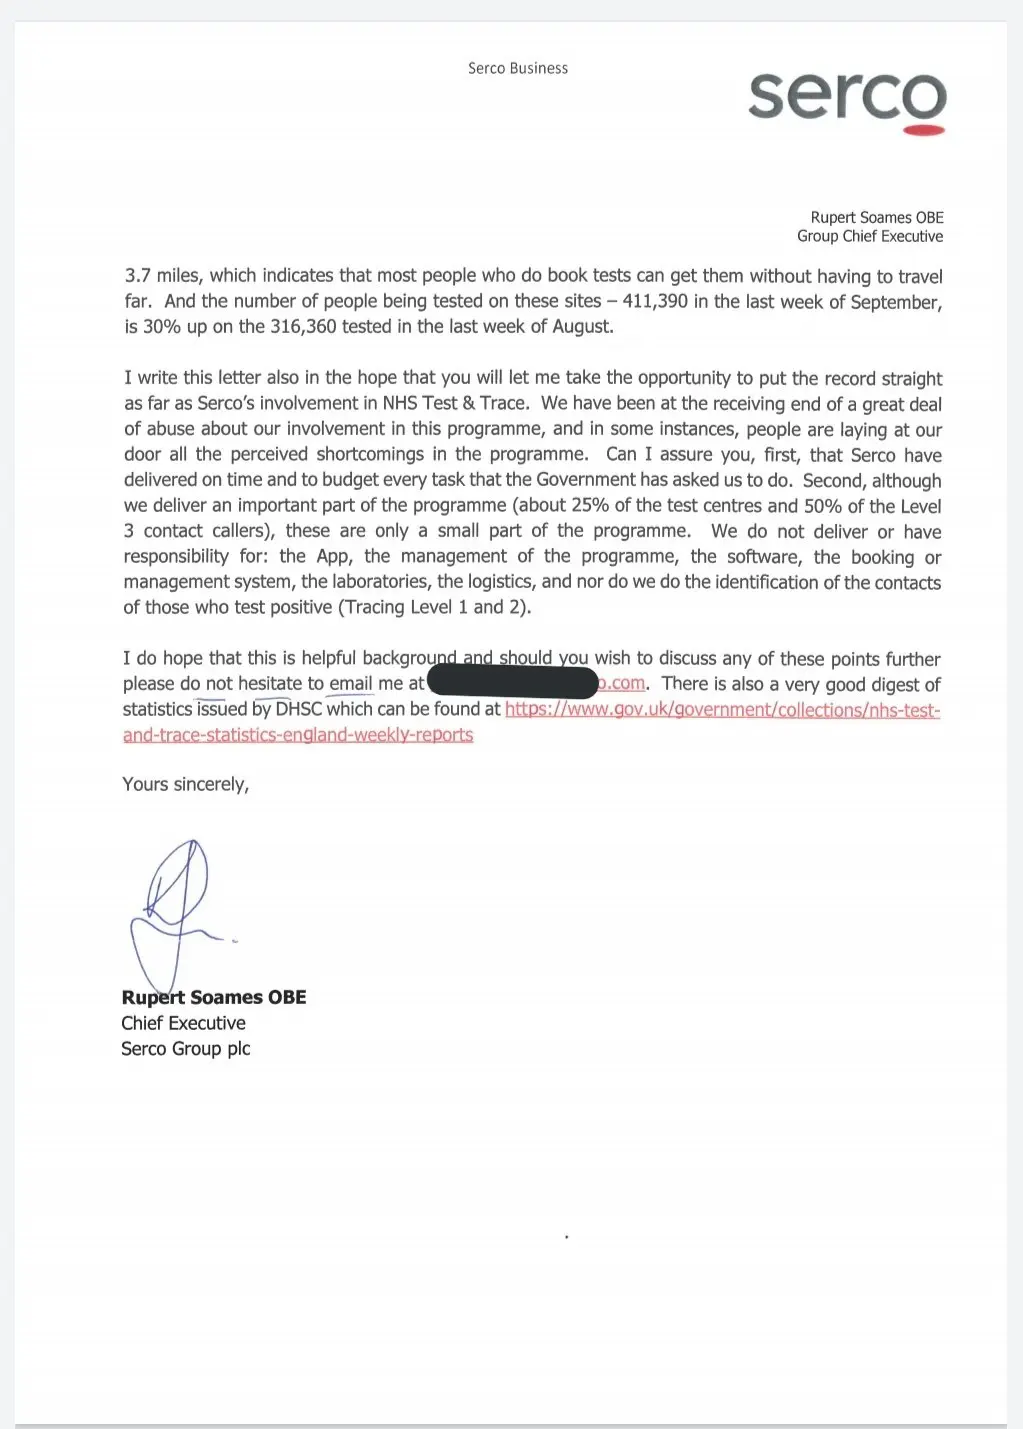 Serco Business
serco
Rupert Soames OBE
Group Chief Executive
3.7 miles, which indicates that most people who do book tests can get them without having to travel
far.  And the number of people being tested on these sites – 411,390 in the last week of September,
is 30% up on the 316,360 tested in the last week of August.
I write this letter also in the hope that you will let me take the opportunity to put the record straight
as far as Serco's involvement in NHS Test & Trace.  We have been at the receiving end of a great deal
of abuse about our involvement in this programme, and in some instances, people are laying at our
door all the perceived shortcomings in the programme.  Can I assure you, first, that Serco have
delivered on time and to budget every task that the Government has asked us to do.  Second, although
we deliver an important part of the programme (about 25% of the test centres and 50% of the Level
3 contact callers), these are only a small part of the programme.  We do not deliver or have
responsibility for: the App, the management of the programme, the software, the booking or
management system, the laboratories, the logistics, and nor do we do the identification of the contacts
of those who test positive (Tracing Level 1 and 2).
I do hope that this is helpful background and should you wish to discuss any of these points further
please do not hesitate to email me at o.com.  There is also a very good digest of
statistics issued by DHSC which can be found at https://www.gov.uk/government/collections/nhs-test-
and-trace-statistics-england-weekly-reports
Yours sincerely,
Rupert Soames OBE
Chief Executive
Serco Group plc